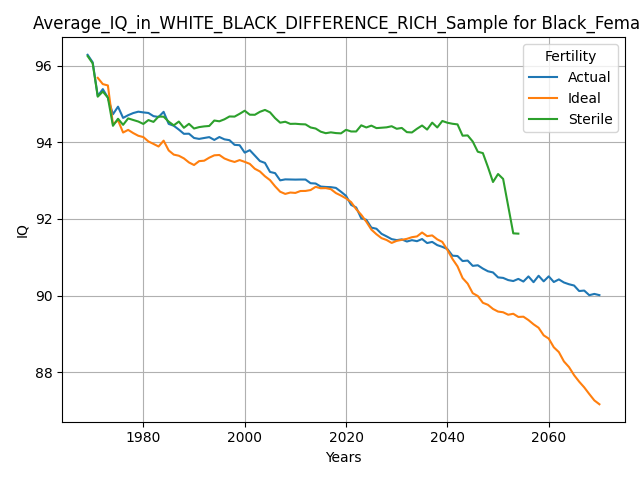 Average_IQ_in_WHITE_BLACK_DIFFERENCE_RICH_Sample for Black_Fema
Fertility
Actual
Ideal
Sterile
96
94
92
90
88
IQ
1980 2000 2020 2040 2060
Years